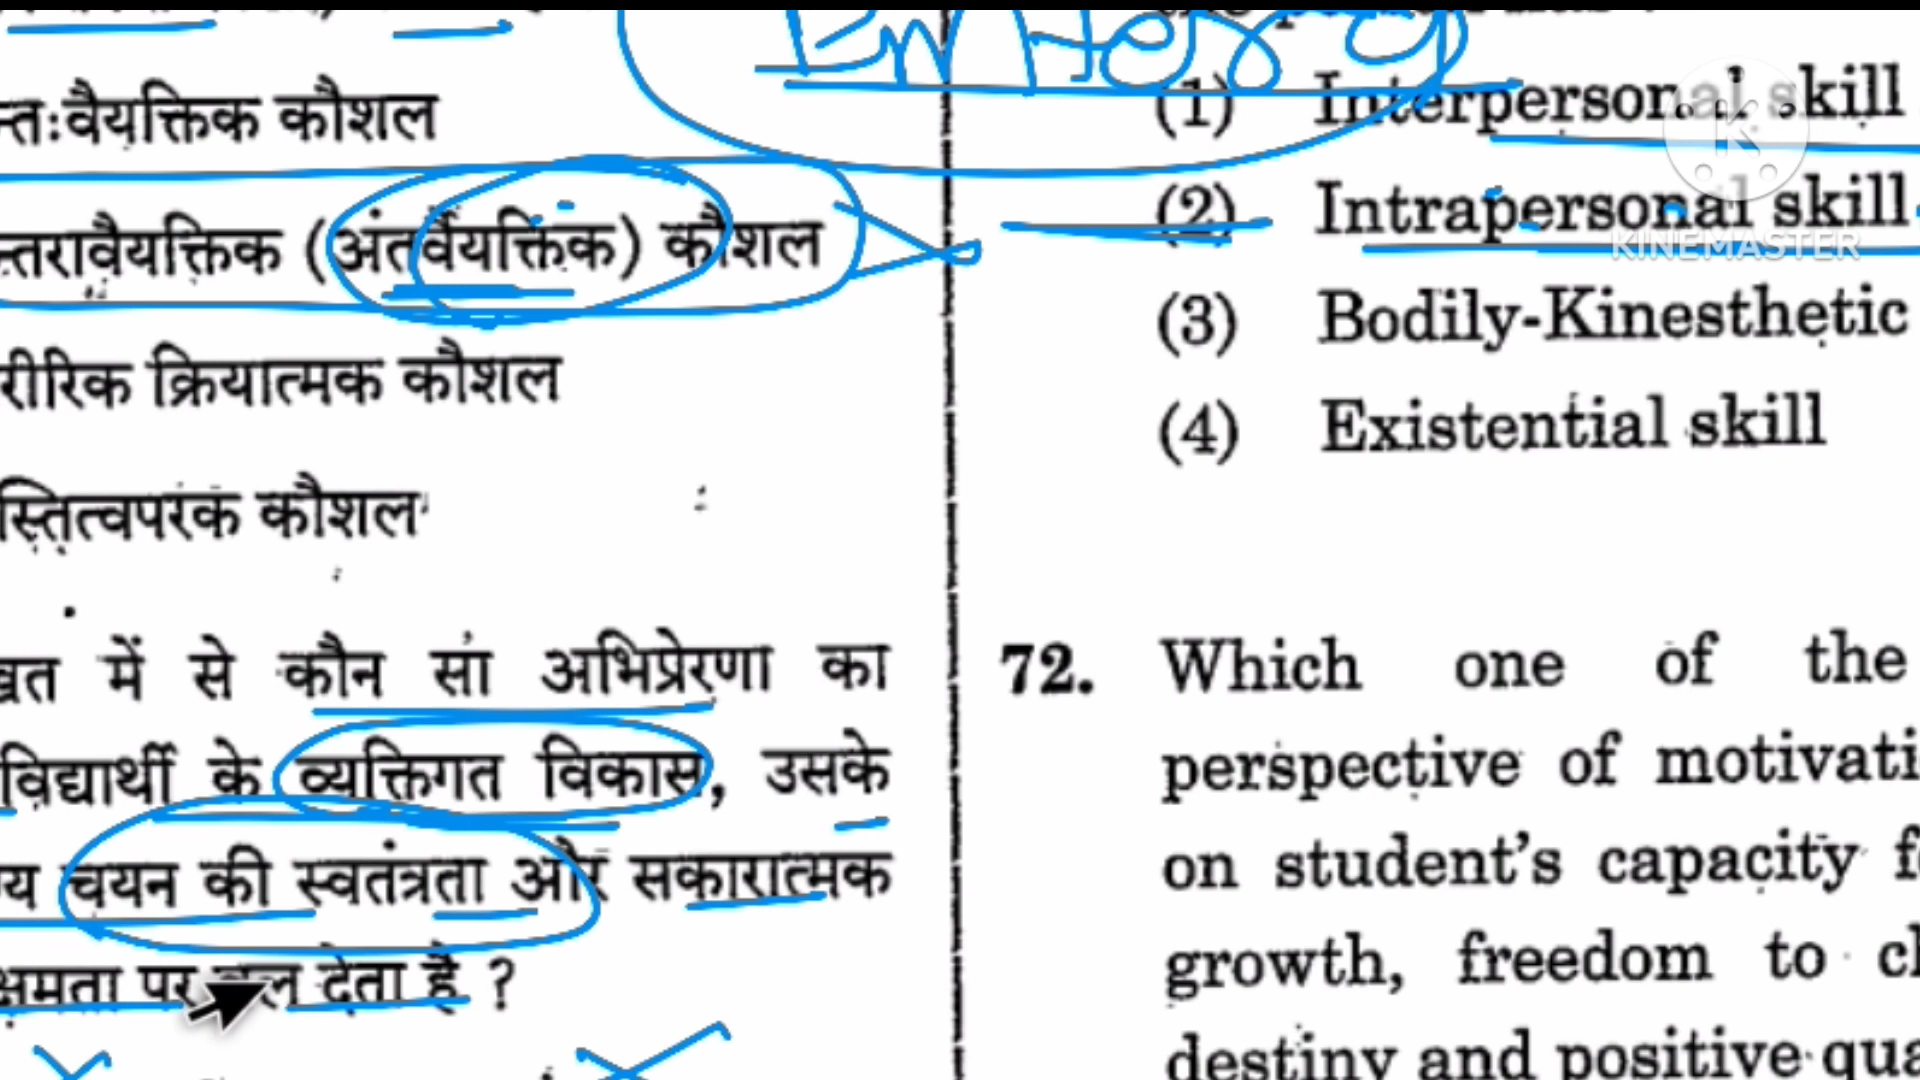 न्तःवैयक्तिक कौशल
न्तरावैयक्तिक (अंतर्वैयक्तिक) कौशल
रीरिक क्रियात्मक कौशल
स्तित्वपरक कौशल
में से कौन सा अभिप्रेरणा का
विद्यार्थी के व्यक्तिगत विकास, उसके
चयन की स्वतंत्रता और सकारात्मक
क्षमता पर देता है ?
(1) Interpersonal skill
(2) Intrapersonal skill
(3) Bodily-Kinesthetic
(4) Existential skill
KINEMASTER
72. Which one of the
perspective of motivati
on student's capacity f
growth, freedom to ch
destiny and positive qua